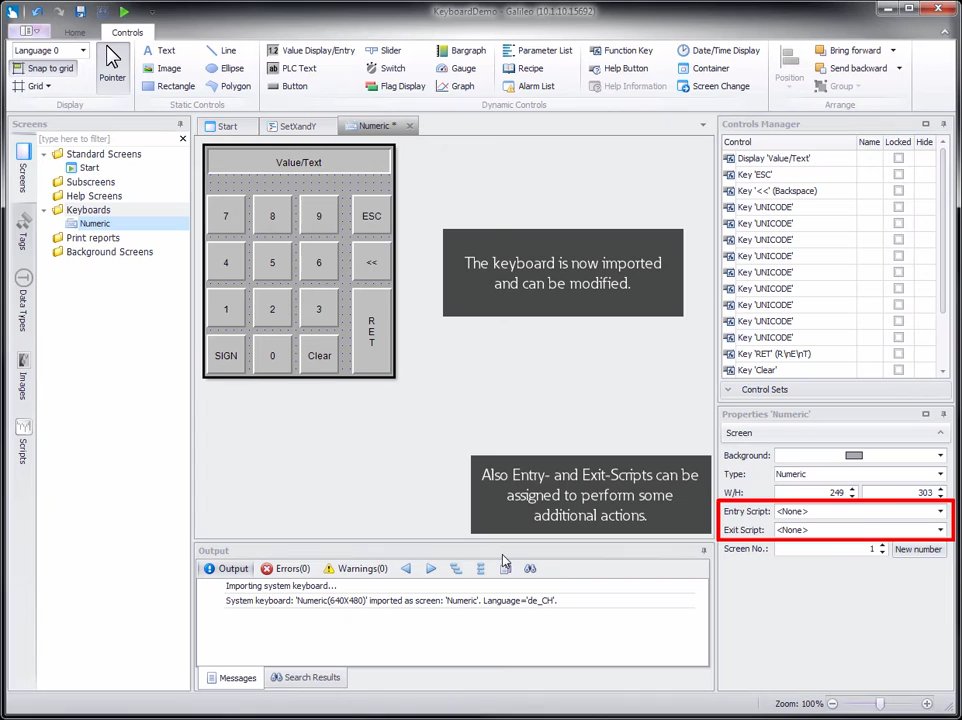 KeyboardDemo - Galileo (10.1.10.15692)
Home
Controls
Language 0
Snap to grid
Grid
Display
Pointer
Text
Image
Rectangle
Line
Ellipse
Polygon
Static Controls
Value Display/Entry
PLC Text
Button
Slider
Switch
Flag Display
Bargraph
Gauge
Graph
Parameter List
Recipe
Alarm List
Function Key
Help Button
Help Information
Date/Time Display
Container
Screen Change
Dynamic Controls
Position
Bring forward
Send backward
Group
Arrange
Screens
[type here to filter]
Standard Screens
Start
Subscreens
Help Screens
Keyboards
Numeric
Print reports
Background Screens
Screens
Tags
Data Types
Images
Scripts
Start
SetXandY
Numeric *
Value/Text
7 8 9 ESC
4 5 6 <<
1 2 3
R
E
T
SIGN 0 Clear
The keyboard is now imported
and can be modified.
Also Entry- and Exit-Scripts can be
assigned to perform some
additional actions.
Output
Output Errors(0) Warnings(0)
Importing system keyboard...
System keyboard: 'Numeric(640X480)' imported as screen: 'Numeric'. Language='de_CH'.
Messages Search Results
Controls Manager
Control Name Locked Hide
Display 'Value/Text'
Key 'ESC'
Key '<<' (Backspace)
Key 'UNICODE'
Key 'UNICODE'
Key 'UNICODE'
Key 'UNICODE'
Key 'UNICODE'
Key 'UNICODE'
Key 'UNICODE'
Key 'UNICODE'
Key 'UNICODE'
Key 'RET' (R\nE\nT)
Key 'Clear'
Control Sets
Properties 'Numeric'
Screen
Background:
Type: Numeric
W/H: 249 303
Entry Script: <None>
Exit Script: <None>
Screen No.: 1 New number
Zoom: 100%